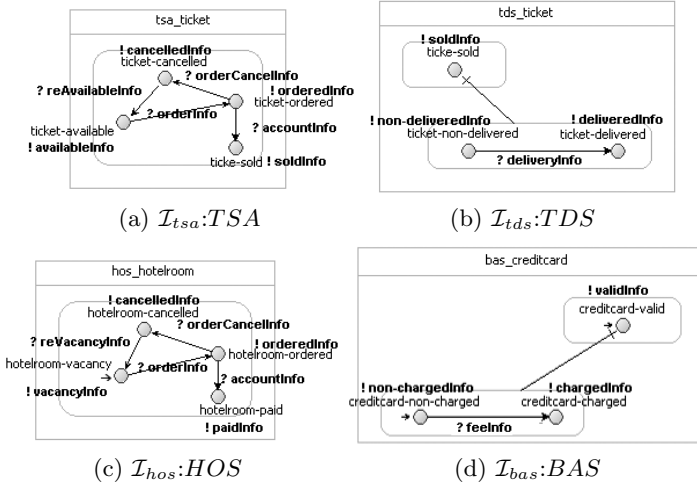 tsa_ticket
! cancelledInfo
ticket-cancelled
? orderCancelInfo
? reAvailableInfo
! orderedInfo
? orderInfo
ticket-ordered
ticket-available
? accountInfo
! availableInfo
ticke-sold ! soldInfo
(a) I_tsa:TSA
tds_ticket
! soldInfo
ticke-sold
! non-deliveredInfo
! deliveredInfo
ticket-non-delivered
ticket-delivered
? deliveryInfo
(b) I_tds:TDS
hos_hotelroom
! cancelledInfo
hotelroom-cancelled
? orderCancelInfo
? reVacancyInfo
! orderedInfo
hotelroom-vacancy
? orderInfo
hotelroom-ordered
! vacancyInfo
? accountInfo
hotelroom-paid
! paidInfo
(c) I_hos:HOS
bas_creditcard
! validInfo
creditcard-valid
! non-chargedInfo
! chargedInfo
creditcard-non-charged
creditcard-charged
? feeInfo
(d) I_bas:BAS